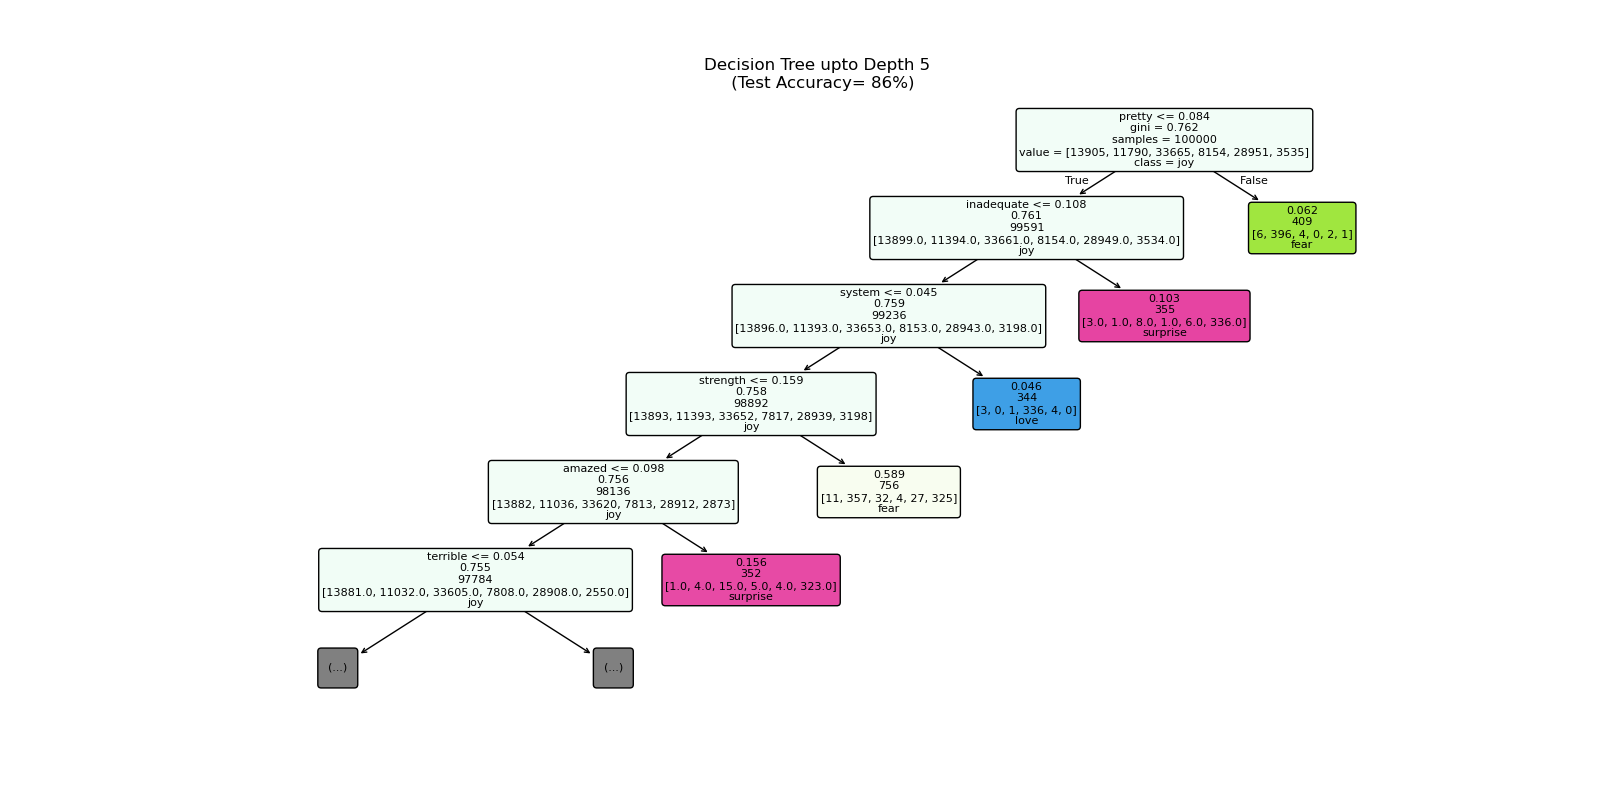 Decision Tree upto Depth 5
(Test Accuracy= 86%)
pretty <= 0.084
gini = 0.762
samples = 100000
value = [13905, 11790, 33665, 8154, 28951, 3535]
class = joy
True
False
inadequate <= 0.108
0.761
99591
[13899.0, 11394.0, 33661.0, 8154.0, 28949.0, 3534.0]
joy
0.062
409
[6, 396, 4, 0, 2, 1]
fear
system <= 0.045
0.759
99236
[13896.0, 11393.0, 33653.0, 8153.0, 28943.0, 3198.0]
joy
0.103
355
[3.0, 1.0, 8.0, 1.0, 6.0, 336.0]
surprise
strength <= 0.159
0.758
98892
[13893, 11393, 33652, 7817, 28939, 3198]
joy
0.046
344
[3, 0, 1, 336, 4, 0]
love
amazed <= 0.098
0.756
98136
[13882, 11036, 33620, 7813, 28912, 2873]
joy
0.589
756
[11, 357, 32, 4, 27, 325]
fear
terrible <= 0.054
0.755
97784
[13881.0, 11032.0, 33605.0, 7808.0, 28908.0, 2550.0]
joy
0.156
352
[1.0, 4.0, 15.0, 5.0, 4.0, 323.0]
surprise
(...)
(...)